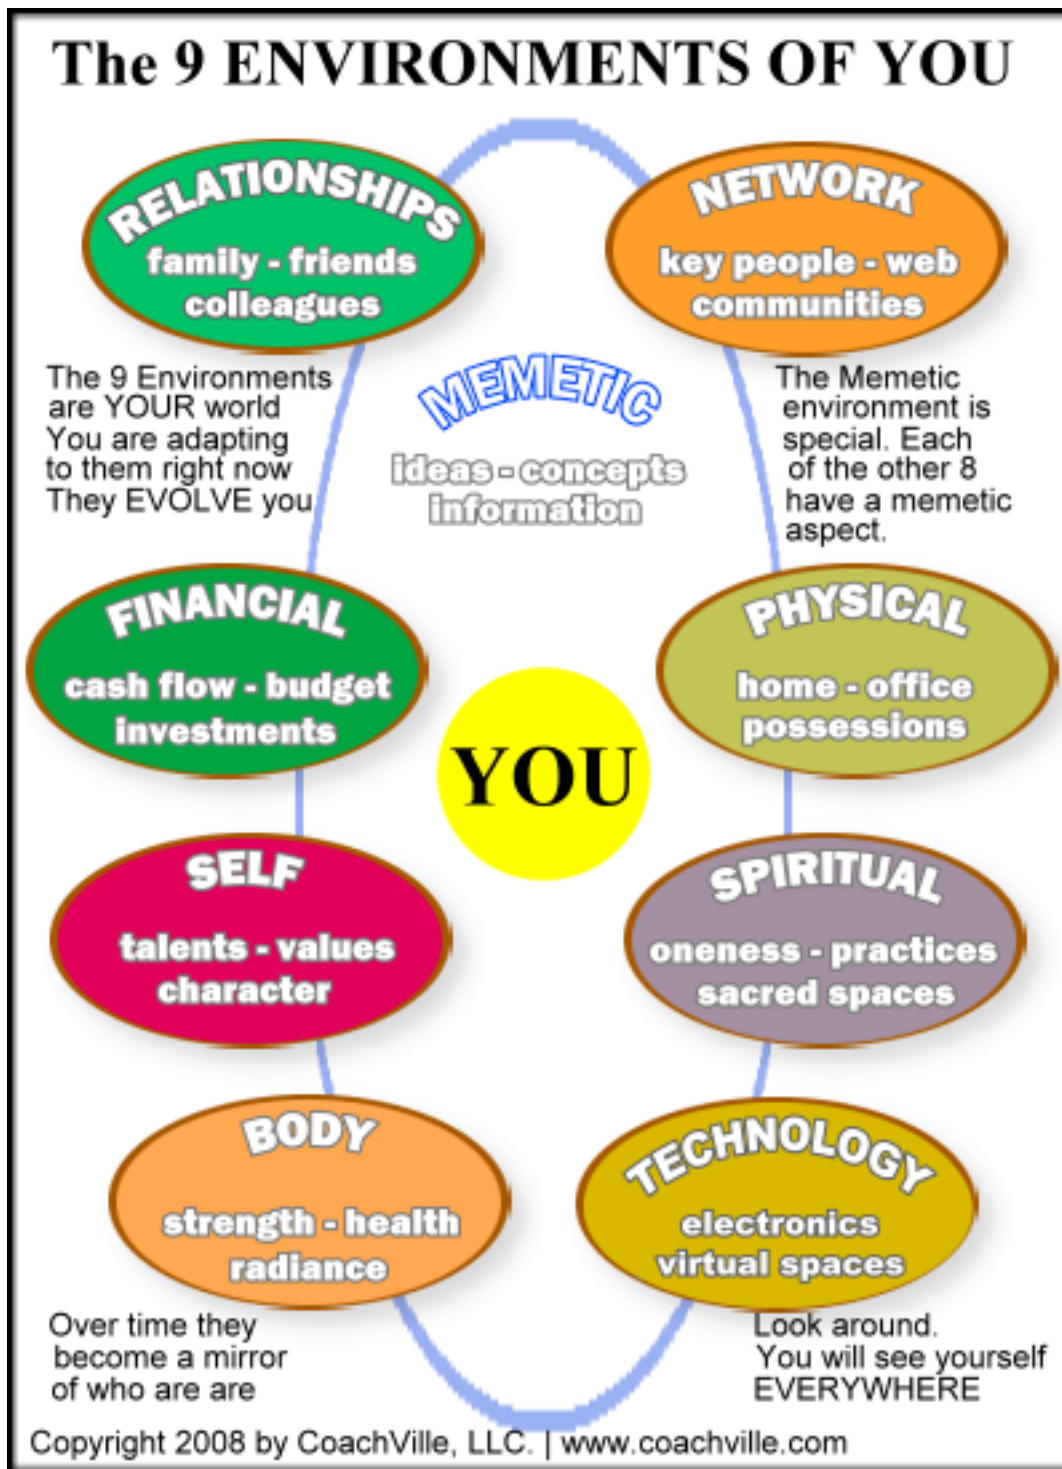 The 9 ENVIRONMENTS OF YOU
RELATIONSHIPS
family - friends
colleagues
NETWORK
key people - web
communities
The 9 Environments
are YOUR world
You are adapting
to them right now
They EVOLVE you
MEMETIC
ideas - concepts
information
The Memetic
environment is
special. Each
of the other 8
have a memetic
aspect.
FINANCIAL
cash flow - budget
investments
PHYSICAL
home - office
possessions
YOU
SELF
talents - values
character
SPIRITUAL
oneness - practices
sacred spaces
BODY
strength - health
radiance
TECHNOLOGY
electronics
virtual spaces
Over time they
become a mirror
of who are are
Look around.
You will see yourself
EVERYWHERE
Copyright 2008 by CoachVille, LLC. | www.coachville.com